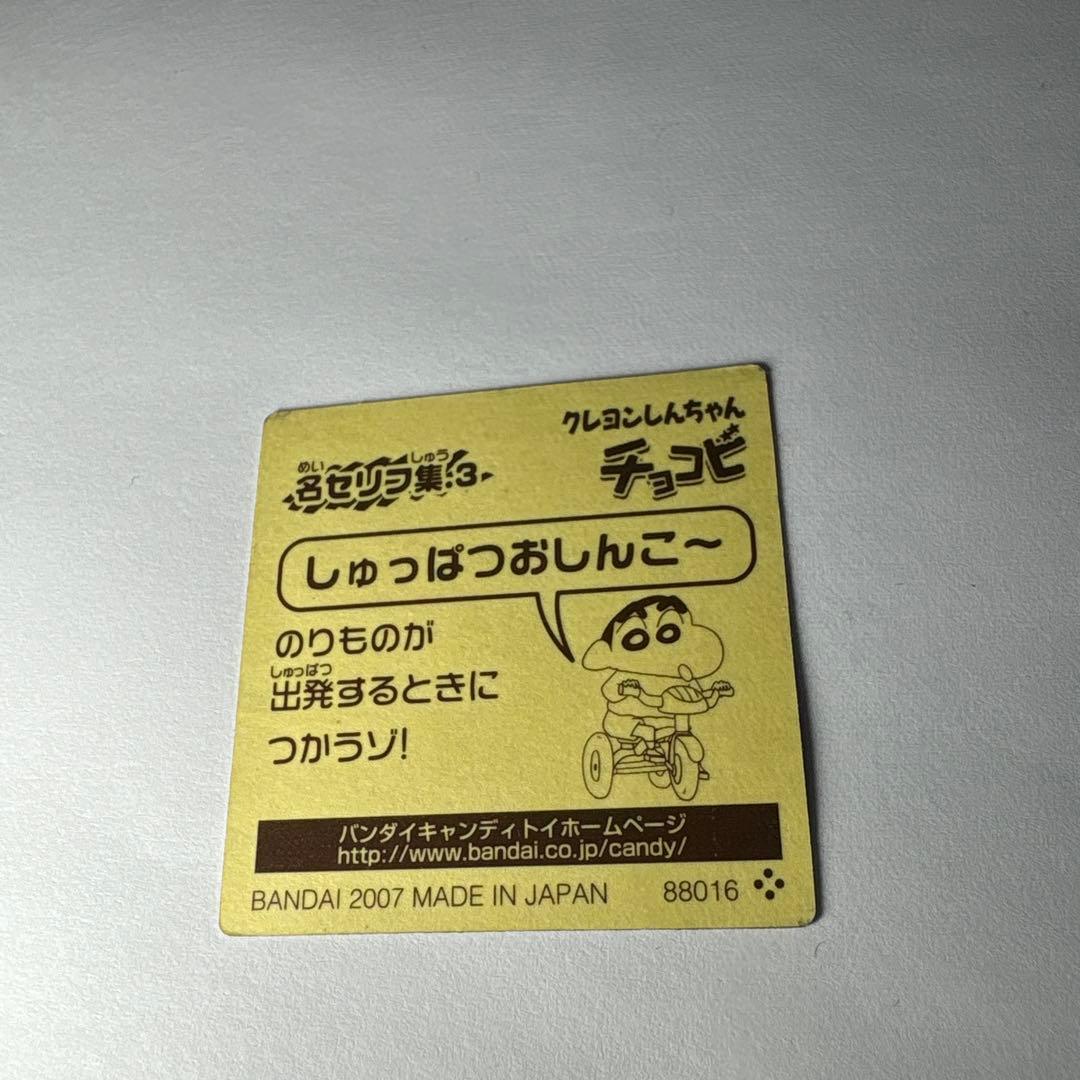 クレヨンしんちゃん
チョコビ
めい しゅう
名セリフ集:3
しゅっぱつおしんこ〜
のりものが
しゅっぱつ
出発するときに
つかうゾ!
バンダイキャンディトイホームページ
http://www.bandai.co.jp/candy/
BANDAI 2007 MADE IN JAPAN 88016